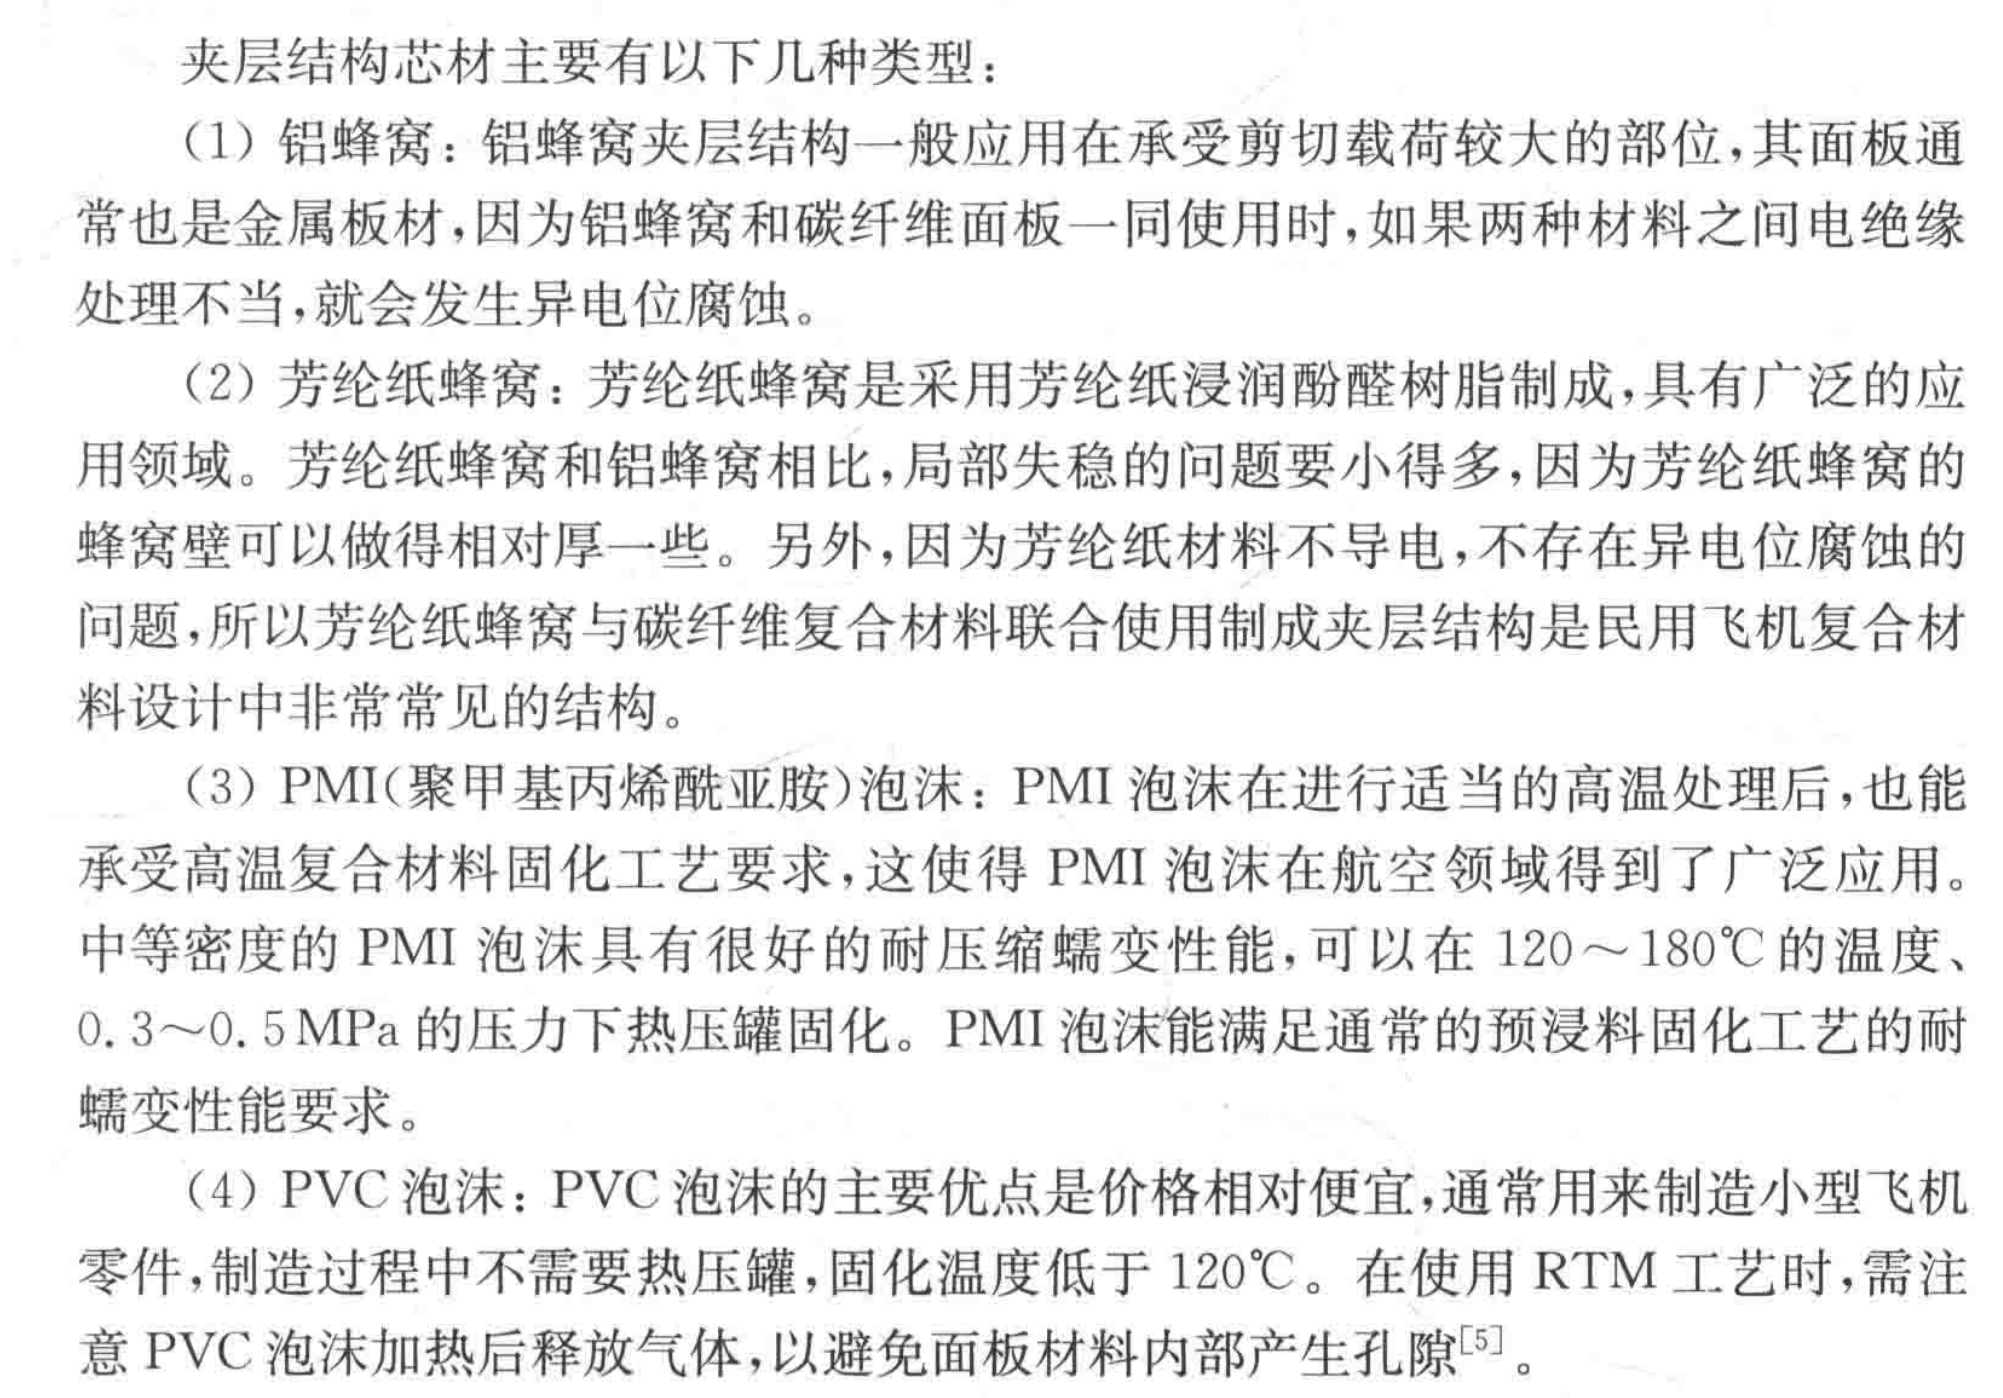 夹层结构芯材主要有以下几种类型：
（1）铝蜂窝：铝蜂窝夹层结构一般应用在承受剪切载荷较大的部位，其面板通
常也是金属板材，因为铝蜂窝和碳纤维面板一同使用时，如果两种材料之间电绝缘
处理不当，就会发生异电位腐蚀。
（2）芳纶纸蜂窝：芳纶纸蜂窝是采用芳纶纸浸润酚醛树脂制成，具有广泛的应
用领域。芳纶纸蜂窝和铝蜂窝相比，局部失稳的问题要小得多，因为芳纶纸蜂窝的
蜂窝壁可以做得相对厚一些。另外，因为芳纶纸材料不导电，不存在异电位腐蚀的
问题，所以芳纶纸蜂窝与碳纤维复合材料联合使用制成夹层结构是民用飞机复合材
料设计中非常常见的结构。
（3）PMI（聚甲基丙烯酰亚胺）泡沫：PMI 泡沫在进行适当的高温处理后，也能
承受高温复合材料固化工艺要求，这使得 PMI 泡沫在航空领域得到了广泛应用。
中等密度的 PMI 泡沫具有很好的耐压缩蠕变性能，可以在 120～180℃的温度、
0.3～0.5 MPa 的压力下热压罐固化。PMI 泡沫能满足通常的预浸料固化工艺的耐
蠕变性能要求。
（4）PVC 泡沫：PVC 泡沫的主要优点是价格相对便宜，通常用来制造小型飞机
零件，制造过程中不需要热压罐，固化温度低于 120℃。在使用 RTM 工艺时，需注
意 PVC 泡沫加热后释放气体，以避免面板材料内部产生孔隙[5]。